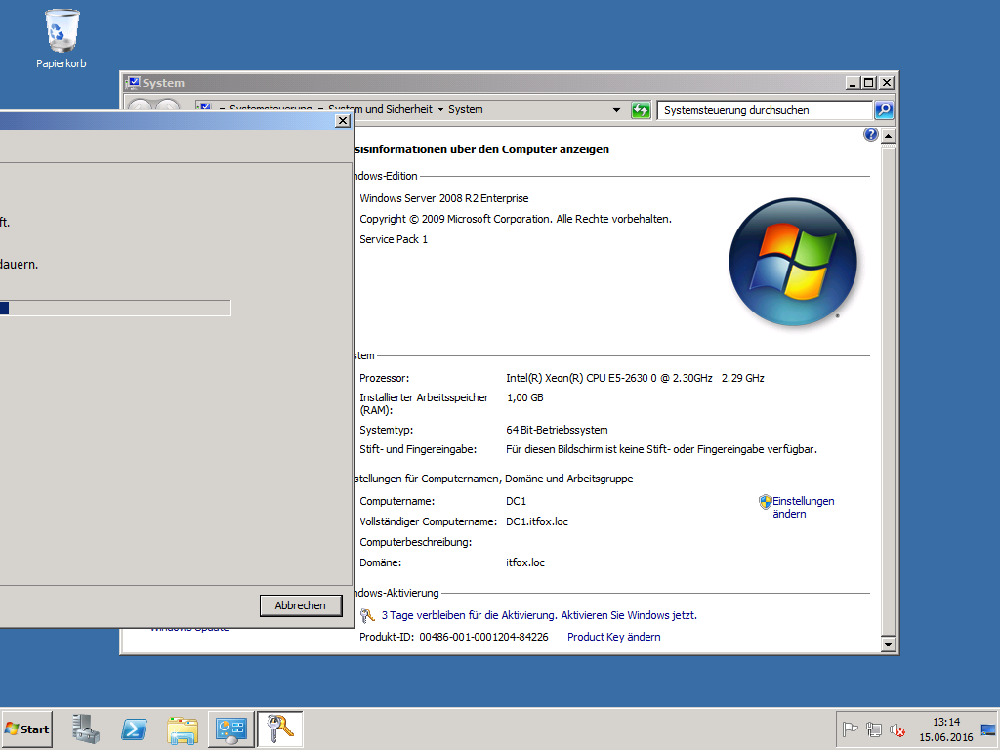 Papierkorb
System
Systemsteuerung System und Sicherheit System
Systemsteuerung durchsuchen
sisinformationen über den Computer anzeigen
ndows-Edition
Windows Server 2008 R2 Enterprise
Copyright © 2009 Microsoft Corporation. Alle Rechte vorbehalten.
Service Pack 1
ft.
dauern.
stem
Prozessor: Intel(R) Xeon(R) CPU E5-2630 0 @ 2.30GHz 2.29 GHz
Installierter Arbeitsspeicher 1,00 GB
(RAM):
Systemtyp: 64 Bit-Betriebssystem
Stift- und Fingereingabe: Für diesen Bildschirm ist keine Stift- oder Fingereingabe verfügbar.
stellungen für Computernamen, Domäne und Arbeitsgruppe
Computername: DC1
Einstellungen
ändern
Vollständiger Computername: DC1.itfox.loc
Computerbeschreibung:
Domäne: itfox.loc
ndows-Aktivierung
Abbrechen
3 Tage verbleiben für die Aktivierung. Aktivieren Sie Windows jetzt.
Windows Update
Produkt-ID: 00486-001-0001204-84226 Product Key ändern
Start
13:14
15.06.2016